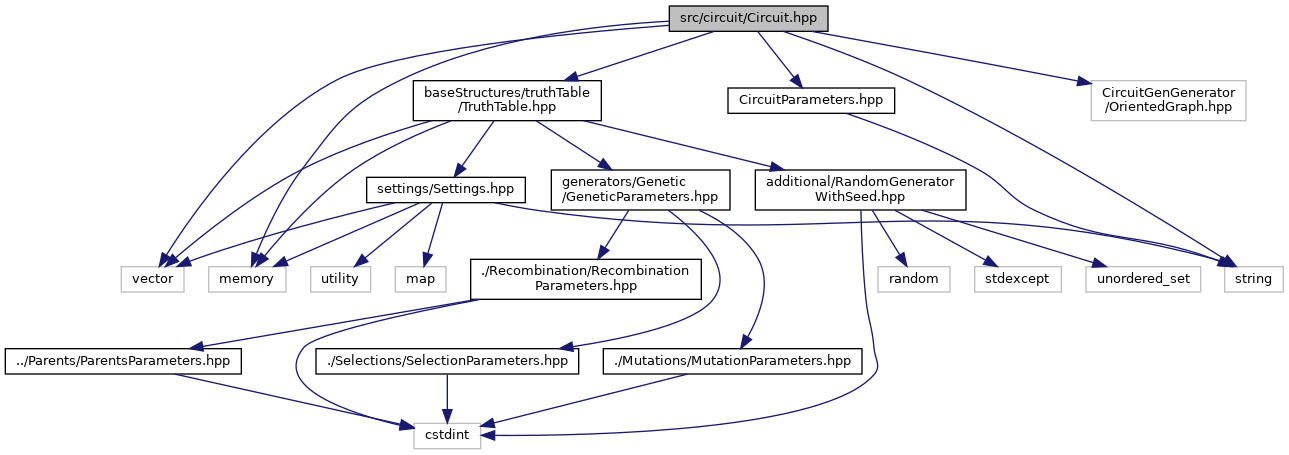 src/circuit/Circuit.hpp
baseStructures/truthTable
/TruthTable.hpp
CircuitParameters.hpp
CircuitGenGenerator
/OrientedGraph.hpp
settings/Settings.hpp
generators/Genetic
/GeneticParameters.hpp
additional/RandomGenerator
WithSeed.hpp
vector
memory
utility
map
./Recombination/Recombination
Parameters.hpp
random
stdexcept
unordered_set
string
../Parents/ParentsParameters.hpp
./Selections/SelectionParameters.hpp
./Mutations/MutationParameters.hpp
cstdint